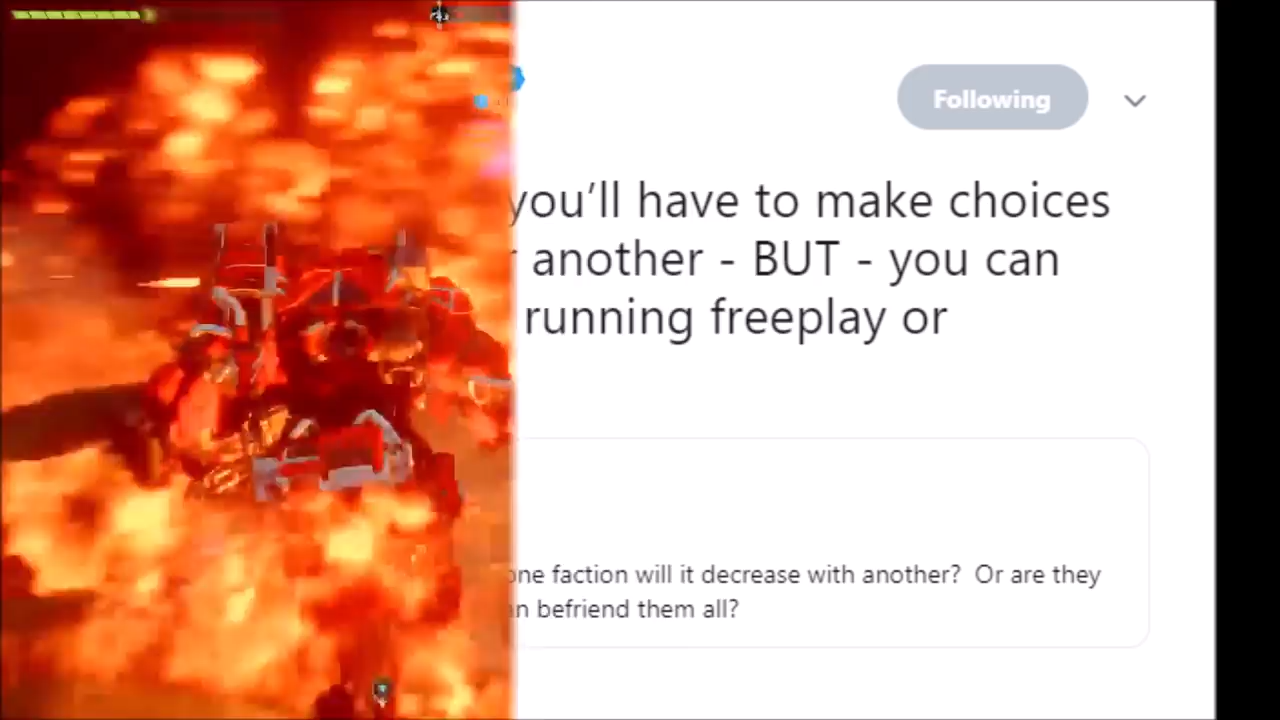 Following
you'll have to make choices
another - BUT - you can
running freeplay or
one faction will it decrease with another? Or are they
befriend them all?